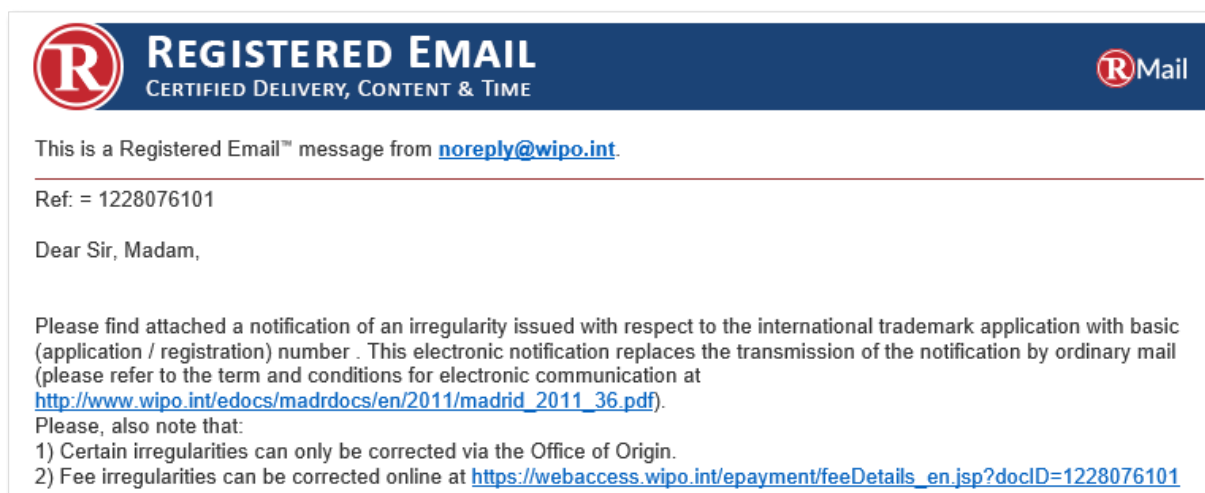 R REGISTERED EMAIL
CERTIFIED DELIVERY, CONTENT & TIME
RMail
This is a Registered Email™ message from noreply@wipo.int.
Ref: = 1228076101
Dear Sir, Madam,
Please find attached a notification of an irregularity issued with respect to the international trademark application with basic
(application / registration) number . This electronic notification replaces the transmission of the notification by ordinary mail
(please refer to the term and conditions for electronic communication at
http://www.wipo.int/edocs/madrdocs/en/2011/madrid_2011_36.pdf).
Please, also note that:
1) Certain irregularities can only be corrected via the Office of Origin.
2) Fee irregularities can be corrected online at https://webaccess.wipo.int/epayment/feeDetails_en.jsp?docID=1228076101